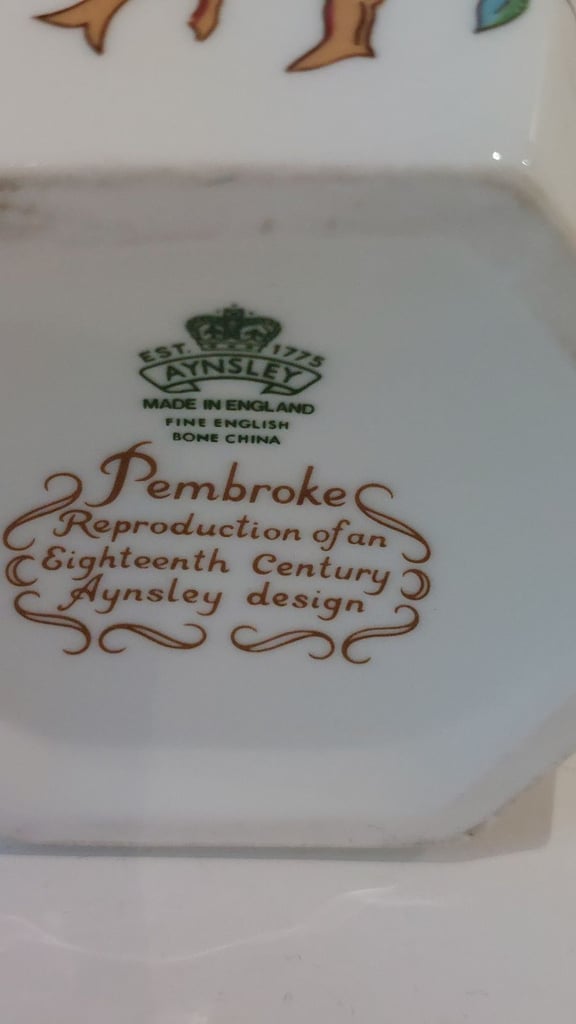 EST. 1775
AYNSLEY
MADE IN ENGLAND
FINE ENGLISH
BONE CHINA
Pembroke
Reproduction of an
Eighteenth Century
Aynsley design